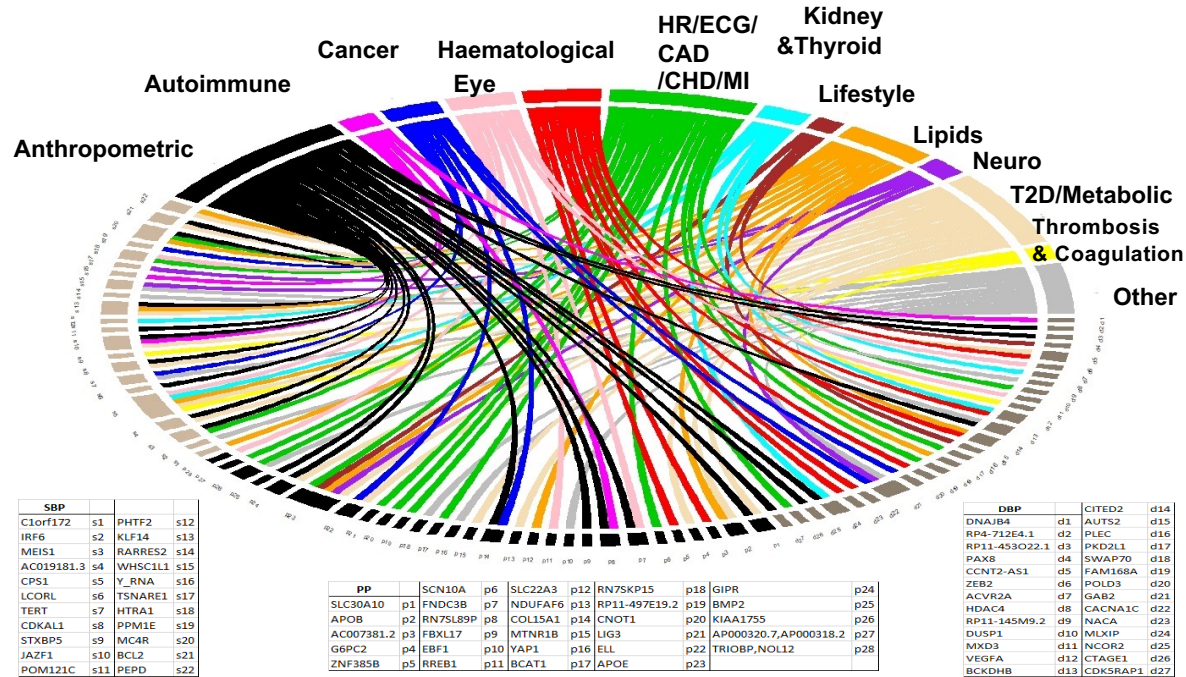 Kidney
&Thyroid
HR/ECG/
CAD
/CHD/MI
Cancer
Haematological
Autoimmune
Eye
Lifestyle
Anthropometric
Lipids
Neuro
T2D/Metabolic
Thrombosis
& Coagulation
Other
SBP
C1orf172 s1 PHTF2 s12
IRF6 s2 KLF14 s13
MEIS1 s3 RARRES2 s14
AC019181.3 s4 WHSC1L1 s15
CPS1 s5 Y_RNA s16
LCORL s6 TSNARE1 s17
TERT s7 HTRA1 s18
CDKAL1 s8 PPM1E s19
STXBP5 s9 MC4R s20
JAZF1 s10 BCL2 s21
POM121C s11 PEPD s22
PP SCN10A p6 SLC22A3 p12 RN7SKP15 p18 GIPR p24
SLC30A10 p1 FNDC3B p7 NDUFAF6 p13 RP11-497E19.2 p19 BMP2 p25
APOB p2 RN7SL89P p8 COL15A1 p14 CNOT1 p20 KIAA1755 p26
AC007381.2 p3 FBXL17 p9 MTNR1B p15 LIG3 p21 AP000320.7,AP000318.2 p27
G6PC2 p4 EBF1 p10 YAP1 p16 ELL p22 TRIOBP,NOL12 p28
ZNF385B p5 RREB1 p11 BCAT1 p17 APOE p23
DBP CITED2 d14
DNAJB4 d1 AUTS2 d15
RP4-712E4.1 d2 PLEC d16
RP11-453O22.1 d3 PKD2L1 d17
PAX8 d4 SWAP70 d18
CCNT2-AS1 d5 FAM168A d19
ZEB2 d6 POLD3 d20
ACVR2A d7 GAB2 d21
HDAC4 d8 CACNA1C d22
RP11-145M9.2 d9 NACA d23
DUSP1 d10 MLXIP d24
MXD3 d11 NCOR2 d25
VEGFA d12 CTAGE1 d26
BCKDHB d13 CDK5RAP1 d27